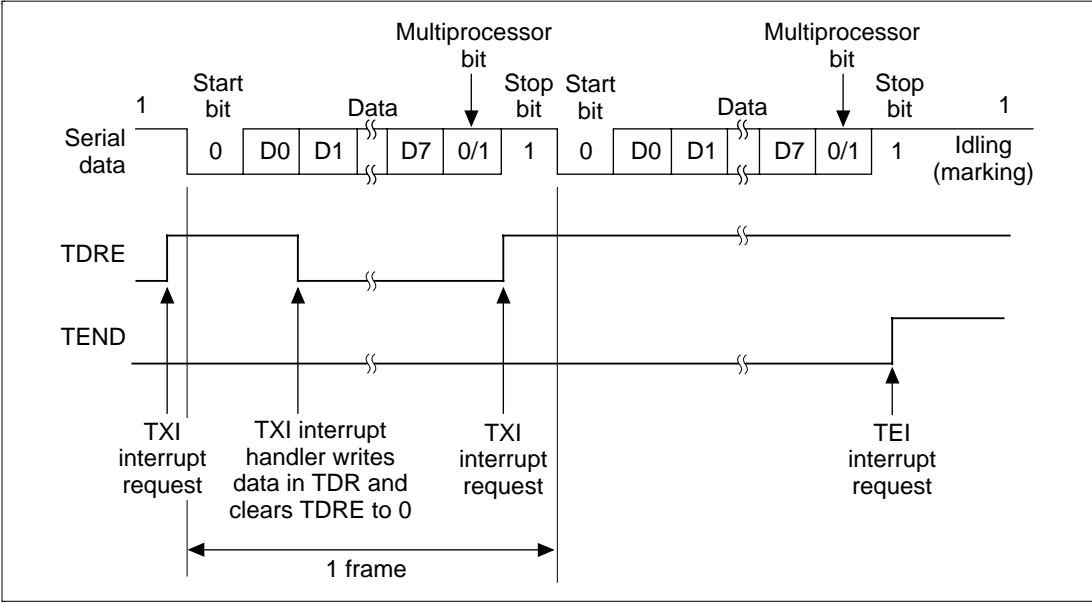 Multiprocessor
bit
Multiprocessor
bit
1
Start
bit
Data
Stop
bit
Start
bit
Data
Stop
bit
1
Serial
data
0 D0 D1 D7 0/1 1 0 D0 D1 D7 0/1 1
Idling
(marking)
TDRE
TEND
TXI
interrupt
request
TXI interrupt
handler writes
data in TDR and
clears TDRE to 0
TXI
interrupt
request
TEI
interrupt
request
1 frame